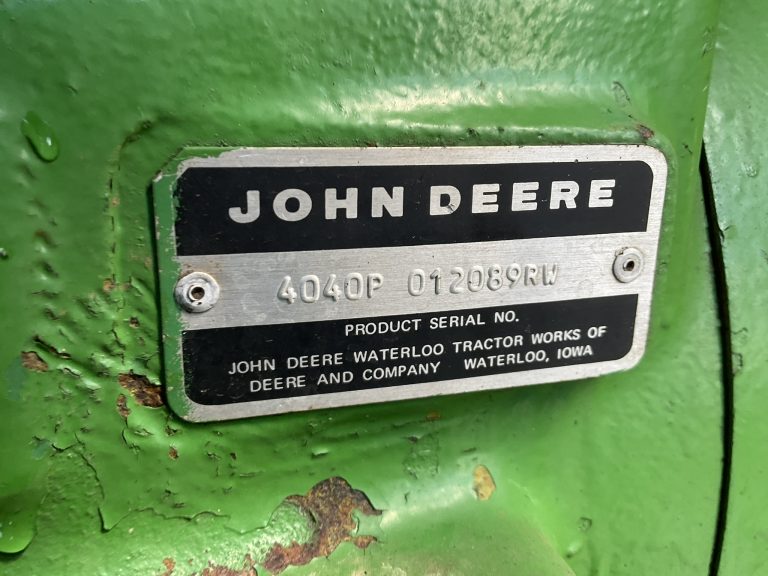 JOHN DEERE
4040P 012089RW
PRODUCT SERIAL NO.
JOHN DEERE WATERLOO TRACTOR WORKS OF
DEERE AND COMPANY WATERLOO, IOWA